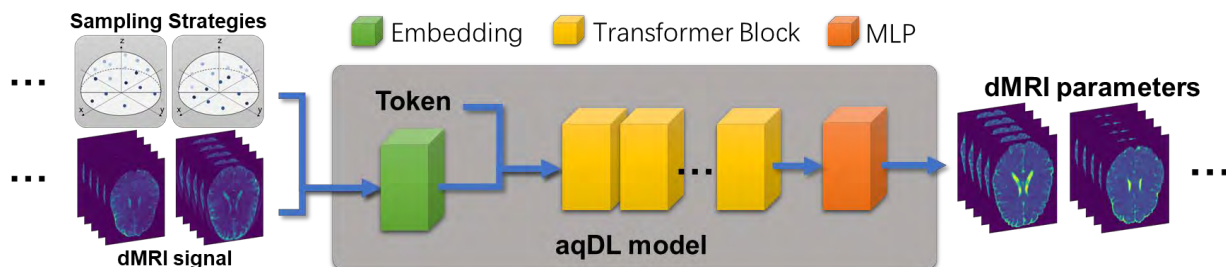 Sampling Strategies
Embedding
Transformer Block
MLP
z
x
y
z
x
y
...
Token
...
dMRI parameters
...
...
dMRI signal
aqDL model
...